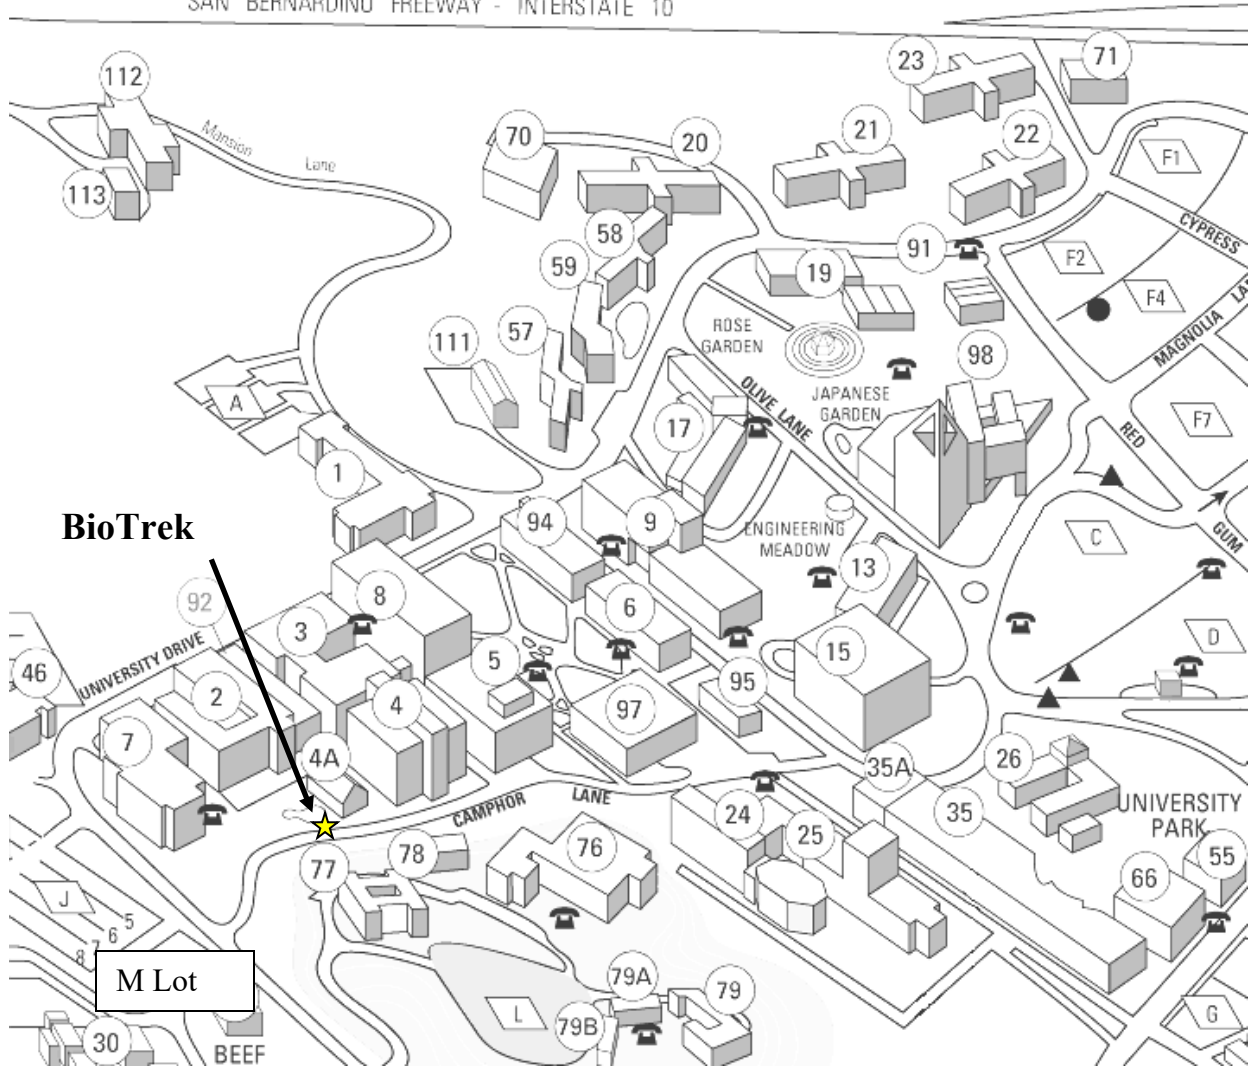 SAN BERNARDINO FREEWAY - INTERSTATE 10
112
23
71
Mansion
Lane
70
20
21
22
F1
113
CYPRESS
58
91
F2
59
19
F4
LAN
MAGNOLIA
ROSE
GARDEN
57
111
98
A
OLIVE LANE
JAPANESE
GARDEN
17
RED
F7
1
BioTrek
94
9
ENGINEERING
MEADOW
C
GUM
13
92
8
6
3
D
UNIVERSITY DRIVE
46
5
15
2
4
97
95
7
4A
35A
26
CAMPHOR
LANE
24
25
35
UNIVERSITY
PARK
77
78
76
55
66
J
5
6
7
8
M Lot
79A
79
L
79B
G
30
BEEF